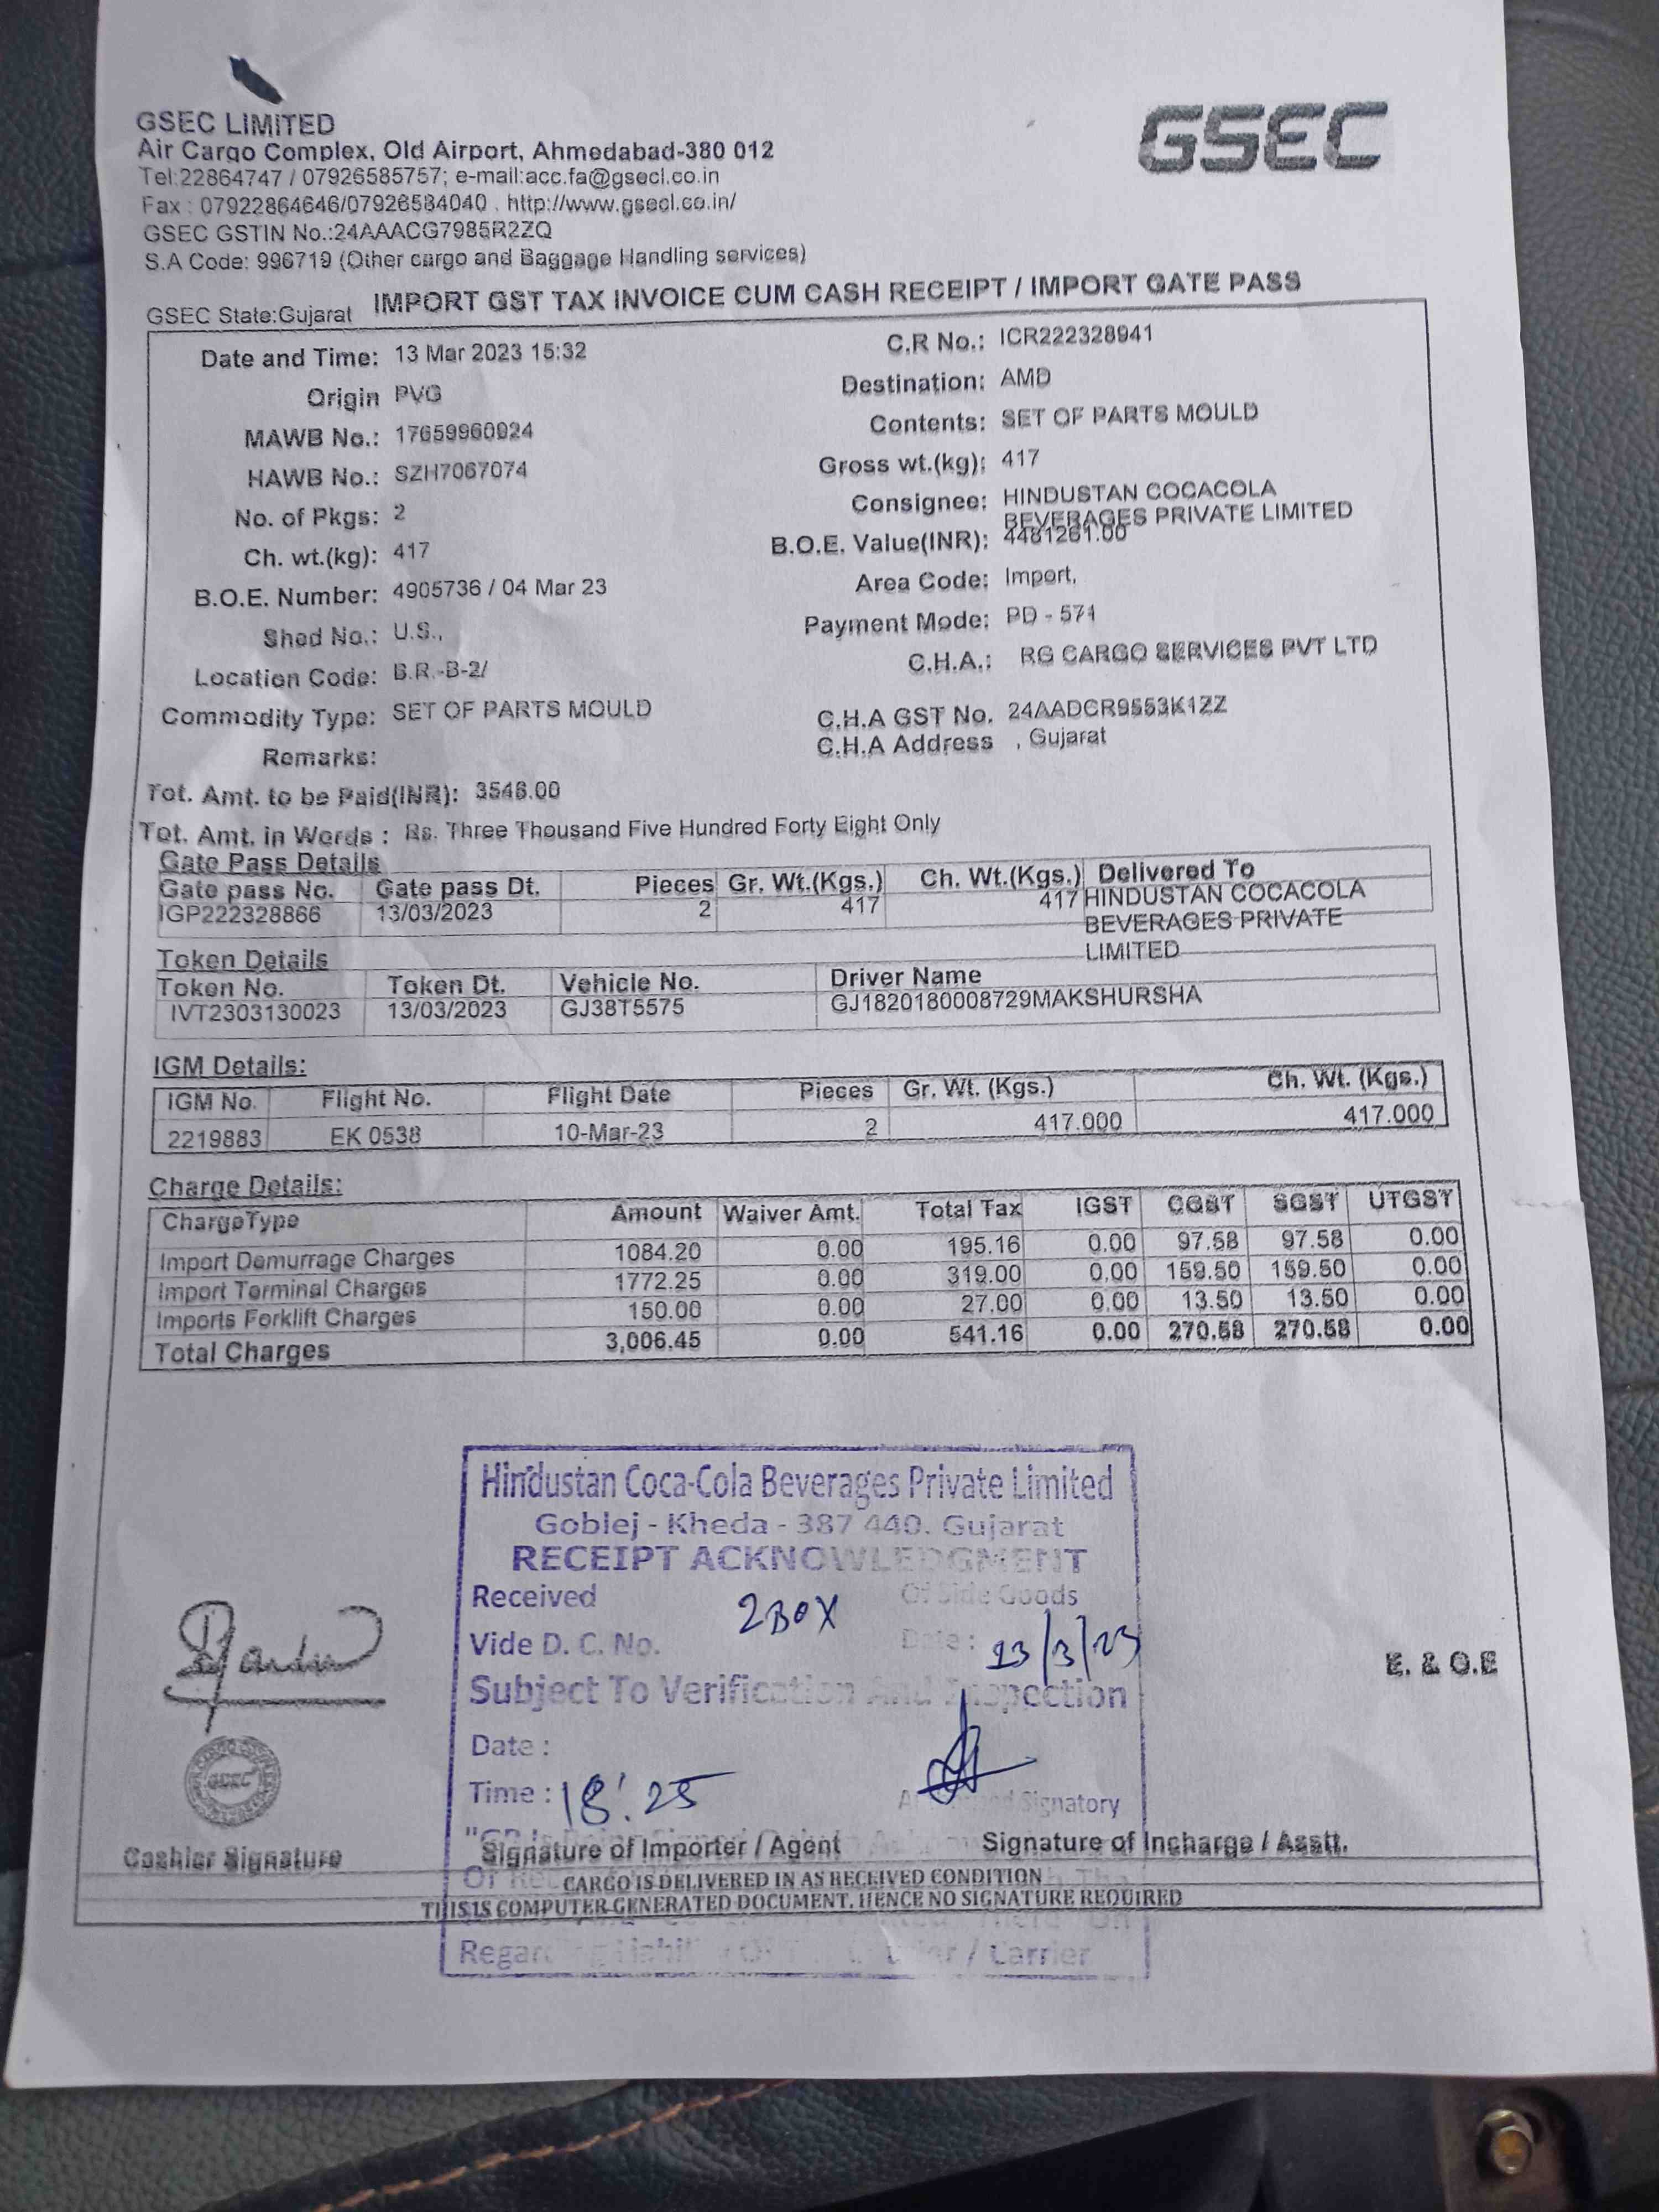 GSEC LIMITED
Air Cargo Complex, Old Airport, Ahmedabad-380 012
Tel:22864747 / 07926585757; e-mail:acc.fa@gsecl.co.in
Fax : 07922864646/07926584040 . http://www.gsecl.co.in/
GSEC GSTIN No.:24AAACG7985R2ZQ
S.A Code: 996719 (Other cargo and Baggage Handling services)
GSEC
GSEC State:Gujarat IMPORT GST TAX INVOICE CUM CASH RECEIPT / IMPORT GATE PASS
Date and Time: 13 Mar 2023 15:32 C.R No.: ICR222328941
Origin PVG Destination: AMD
MAWB No.: 17659960924 Contents: SET OF PARTS MOULD
HAWB No.: SZH7067074 Gross wt.(kg): 417
No. of Pkgs: 2 Consignee: HINDUSTAN COCACOLA
BEVERAGES PRIVATE LIMITED
Ch. wt.(kg): 417 B.O.E. Value(INR): 4481261.00
B.O.E. Number: 4905736 / 04 Mar 23 Area Code: Import,
Shed No.: U.S., Payment Mode: PD - 571
Location Code: B.R.-B-2/ C.H.A.: RG CARGO SERVICES PVT LTD
Commodity Type: SET OF PARTS MOULD C.H.A GST No. 24AADCR9553K1ZZ
Remarks: C.H.A Address , Gujarat
Tot. Amt. to be Paid(INR): 3548.00
Tot. Amt. in Words : Rs. Three Thousand Five Hundred Forty Eight Only
Gate Pass Details
Gate pass No. Gate pass Dt. Pieces Gr. Wt.(Kgs.) Ch. Wt.(Kgs.) Delivered To
IGP222328866 13/03/2023 2 417 417 HINDUSTAN COCACOLA
BEVERAGES PRIVATE
LIMITED
Token Details
Token No. Token Dt. Vehicle No. Driver Name
IVT2303130023 13/03/2023 GJ38T5575 GJ1820180008729MAKSHURSHA
IGM Details:
IGM No. Flight No. Flight Date Pieces Gr. Wt. (Kgs.) Ch. Wt. (Kgs.)
2219883 EK 0538 10-Mar-23 2 417.000 417.000
Charge Details:
ChargeType Amount Waiver Amt. Total Tax IGST CGST SGST UTGST
Import Demurrage Charges 1084.20 0.00 195.16 0.00 97.58 97.58 0.00
Import Terminal Charges 1772.25 0.00 319.00 0.00 159.50 159.50 0.00
Imports Forklift Charges 150.00 0.00 27.00 0.00 13.50 13.50 0.00
Total Charges 3,006.45 0.00 541.16 0.00 270.58 270.58 0.00
Hindustan Coca-Cola Beverages Private Limited
Goblej - Kheda - 387 440. Gujarat
RECEIPT ACKNOWLEDGMENT
Received 2 BOX Of Side Goods
Vide D. C. No. Date : 13/3/23
E. & O.E
Subject To Verification And Inspection
Date :
GSEC
Time : 18:25
Signatory
Cashier Signature Signature of Importer / Agent Signature of Incharge / Asstt.
CARGO IS DELIVERED IN AS RECEIVED CONDITION
THIS IS COMPUTER GENERATED DOCUMENT. HENCE NO SIGNATURE REQUIRED
/ Carrier